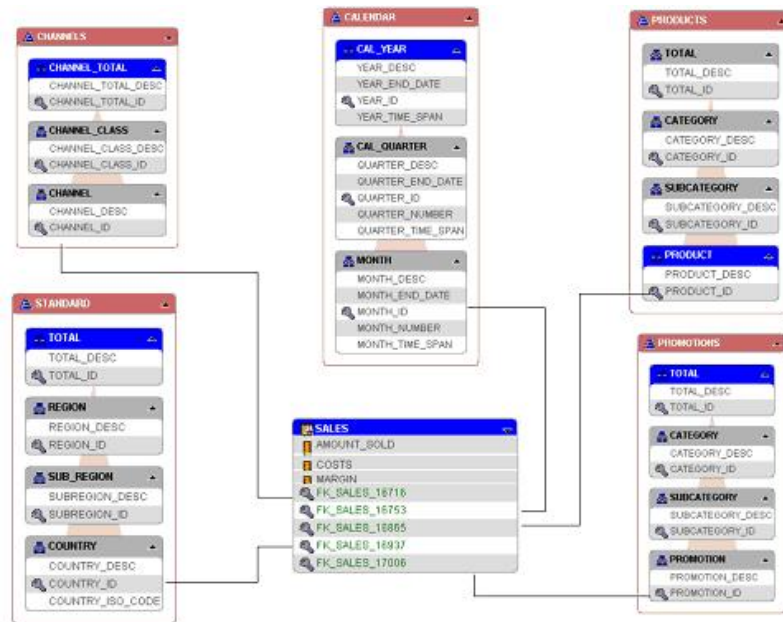 CHANNELS
CHANNEL_TOTAL
CHANNEL_TOTAL_DESC
CHANNEL_TOTAL_ID
CHANNEL_CLASS
CHANNEL_CLASS_DESC
CHANNEL_CLASS_ID
CHANNEL
CHANNEL_DESC
CHANNEL_ID
CALENDAR
CAL_YEAR
YEAR_DESC
YEAR_END_DATE
YEAR_ID
YEAR_TIME_SPAN
CAL_QUARTER
QUARTER_DESC
QUARTER_END_DATE
QUARTER_ID
QUARTER_NUMBER
QUARTER_TIME_SPAN
MONTH
MONTH_DESC
MONTH_END_DATE
MONTH_ID
MONTH_NUMBER
MONTH_TIME_SPAN
PRODUCTS
TOTAL
TOTAL_DESC
TOTAL_ID
CATEGORY
CATEGORY_DESC
CATEGORY_ID
SUBCATEGORY
SUBCATEGORY_DESC
SUBCATEGORY_ID
PRODUCT
PRODUCT_DESC
PRODUCT_ID
STANDARD
TOTAL
TOTAL_DESC
TOTAL_ID
REGION
REGION_DESC
REGION_ID
SUB_REGION
SUBREGION_DESC
SUBREGION_ID
COUNTRY
COUNTRY_DESC
COUNTRY_ID
COUNTRY_ISO_CODE
SALES
AMOUNT_SOLD
COSTS
MARGIN
FK_SALES_16716
FK_SALES_16753
FK_SALES_16865
FK_SALES_16937
FK_SALES_17006
PROMOTIONS
TOTAL
TOTAL_DESC
TOTAL_ID
CATEGORY
CATEGORY_DESC
CATEGORY_ID
SUBCATEGORY
SUBCATEGORY_DESC
SUBCATEGORY_ID
PROMOTION
PROMOTION_DESC
PROMOTION_ID